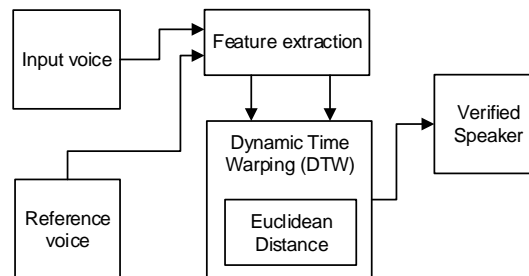 Input voice
Feature extraction
Dynamic Time
Warping (DTW)
Euclidean
Distance
Verified
Speaker
Reference
voice